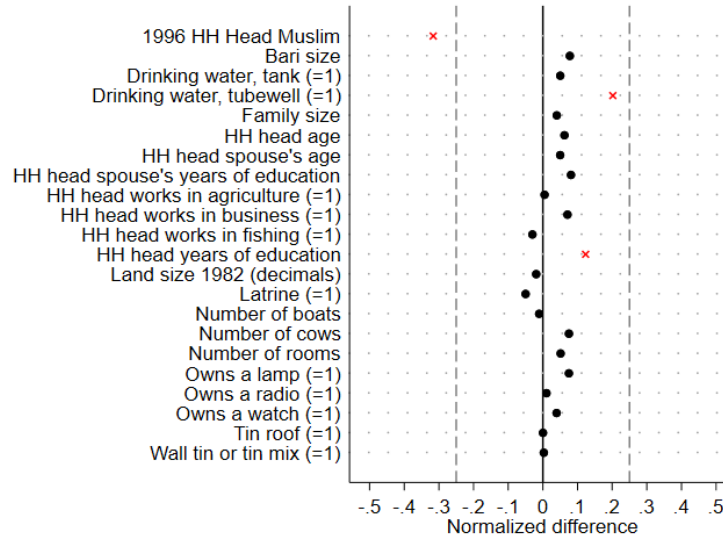 1996 HH Head Muslim
Bari size
Drinking water, tank (=1)
Drinking water, tubewell (=1)
Family size
HH head age
HH head spouse's age
HH head spouse's years of education
HH head works in agriculture (=1)
HH head works in business (=1)
HH head works in fishing (=1)
HH head years of education
Land size 1982 (decimals)
Latrine (=1)
Number of boats
Number of cows
Number of rooms
Owns a lamp (=1)
Owns a radio (=1)
Owns a watch (=1)
Tin roof (=1)
Wall tin or tin mix (=1)
-.5 -.4 -.3 -.2 -.1 0 .1 .2 .3 .4 .5
Normalized difference